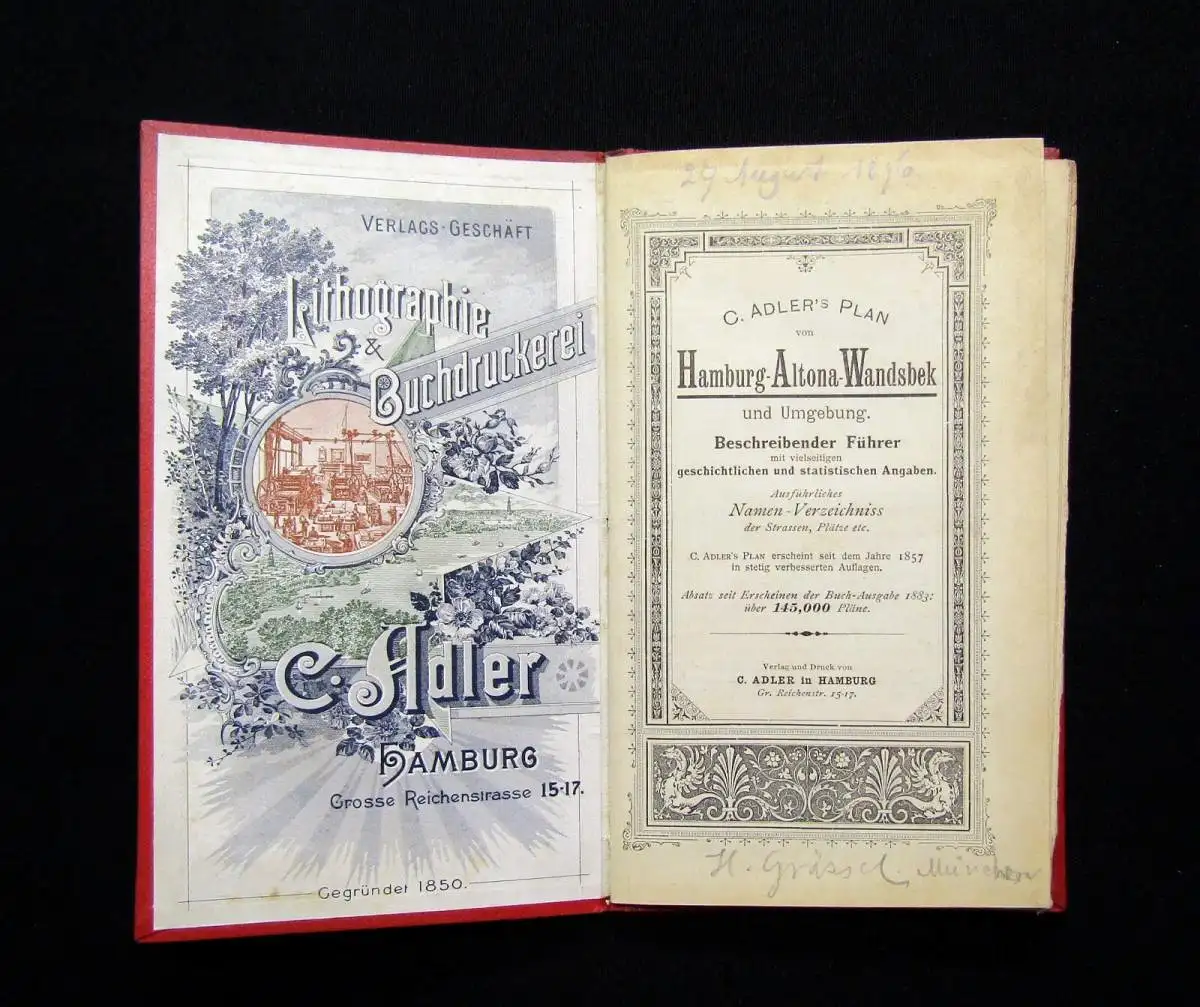 VERLAGS-GESCHÄFT
Lithographie
&
Buchdruckerei
C. Adler
HAMBURG
Grosse Reichenstrasse 15-17.
Gegründet 1850.
29 August 1896.
C. ADLER'S PLAN
von
Hamburg-Altona-Wandsbek
und Umgebung.
Beschreibender Führer
mit vielseitigen
geschichtlichen und statistischen Angaben.
Ausführliches
Namen-Verzeichniss
der Strassen, Plätze etc.
C. ADLER'S PLAN erscheint seit dem Jahre 1857
in stetig verbesserten Auflagen.
Absatz seit Erscheinen der Buch-Ausgabe 1883:
über 145,000 Pläne.
Verlag und Druck von
C. ADLER in HAMBURG
Gr. Reichenstr. 15-17.
H. Grässel. München